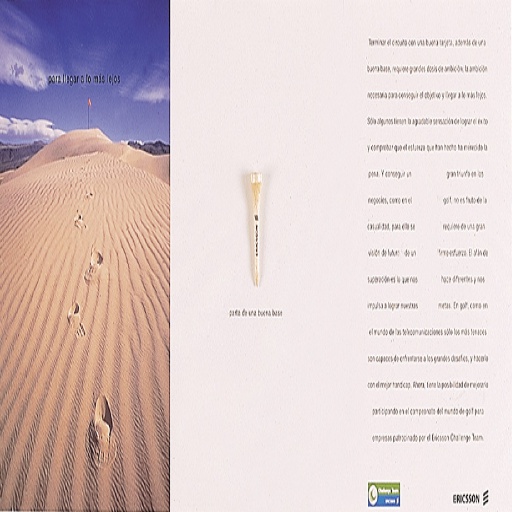 para llegar a lo más lejos
ERICSSON
parta de una buena base
Terminar el circuito con una buena tarjeta, además de una
buena base, requiere grandes dosis de ambición, la ambición
necesaria para conseguir el objetivo y llegar a lo más lejos.
Sólo algunos tienen la agradable sensación de lograr el éxito
y comprobar que el esfuerzo que han hecho ha merecido la
pena. Y conseguir un gran triunfo en los
negocios, como en el golf, no es fruto de la
casualidad, para ello se requiere de una gran
visión de futuro de un firme esfuerzo. El afán de
superación es lo que nos hace diferentes y nos
impulsa a lograr nuestras metas. En golf, como en
el mundo de las telecomunicaciones sólo los más tenaces
son capaces de enfrentarse a los grandes desafíos, y hacerlo
con el mejor handicap. Ahora, tiene la posibilidad de mejorarlo
participando en el campeonato del mundo de golf para
empresas patrocinado por el Ericsson Challenge Team.
Challenge Team
ERICSSON
ERICSSON